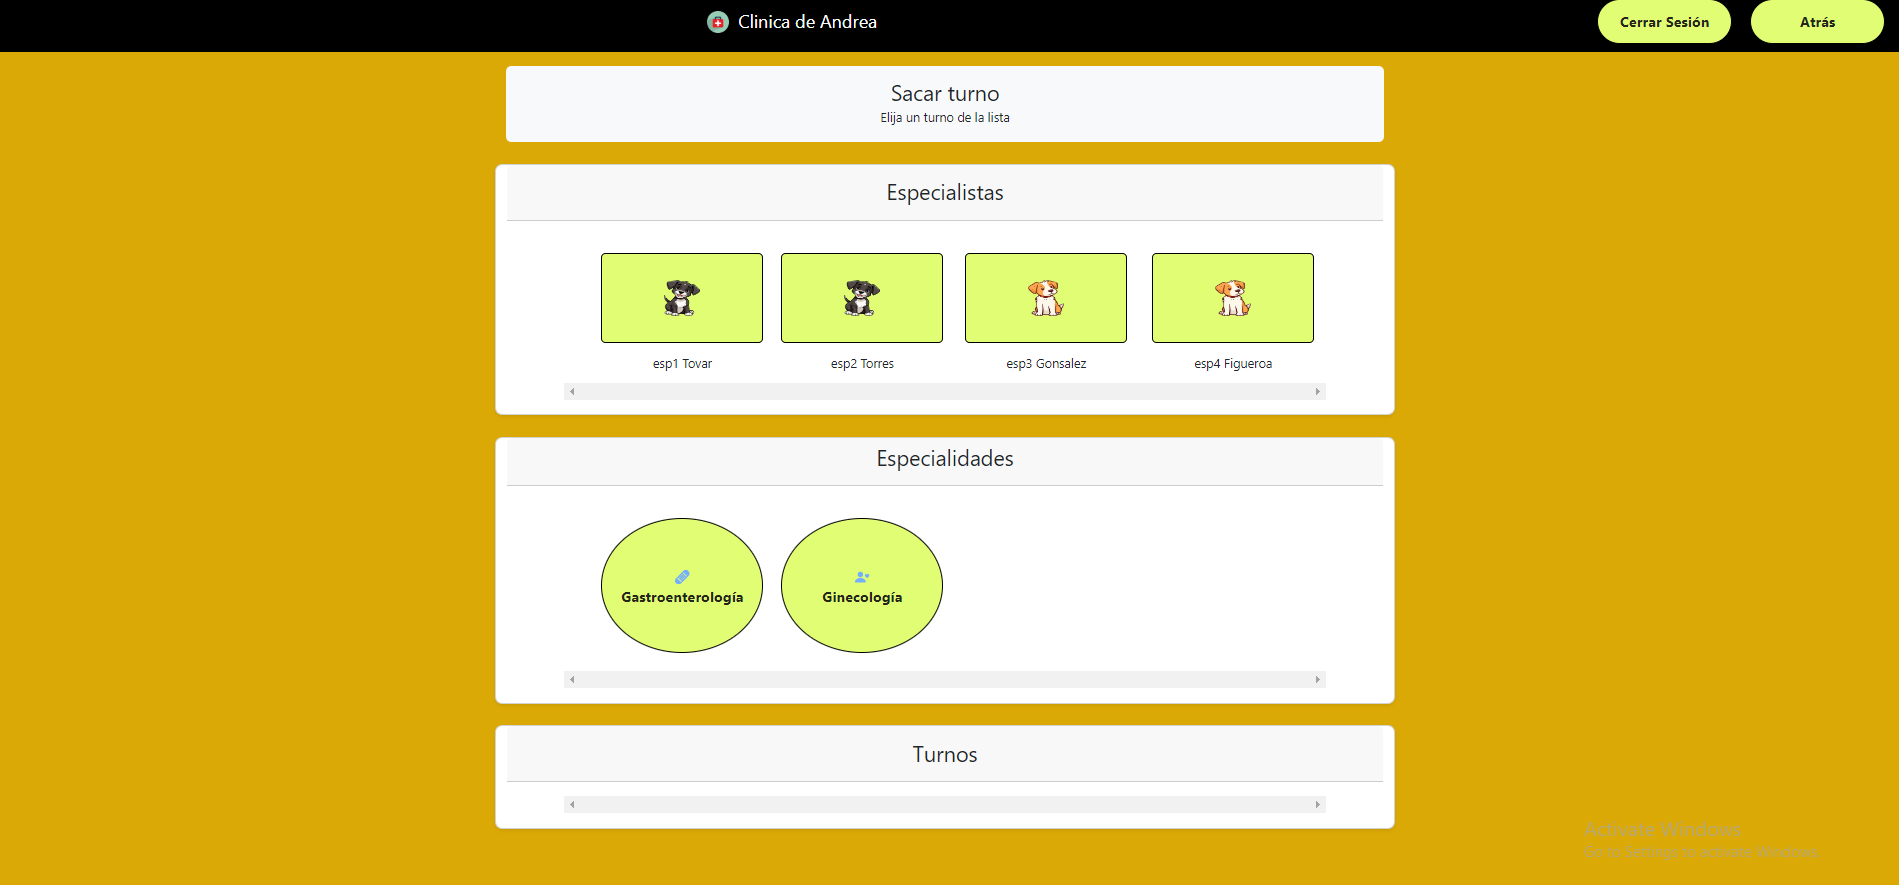 Clinica de Andrea
Cerrar Sesión
Atrás
Sacar turno
Elija un turno de la lista
Especialistas
esp1 Tovar
esp2 Torres
esp3 Gonsalez
esp4 Figueroa
Especialidades
Gastroenterología
Ginecología
Turnos
Activate Windows
Go to Settings to activate Windows.